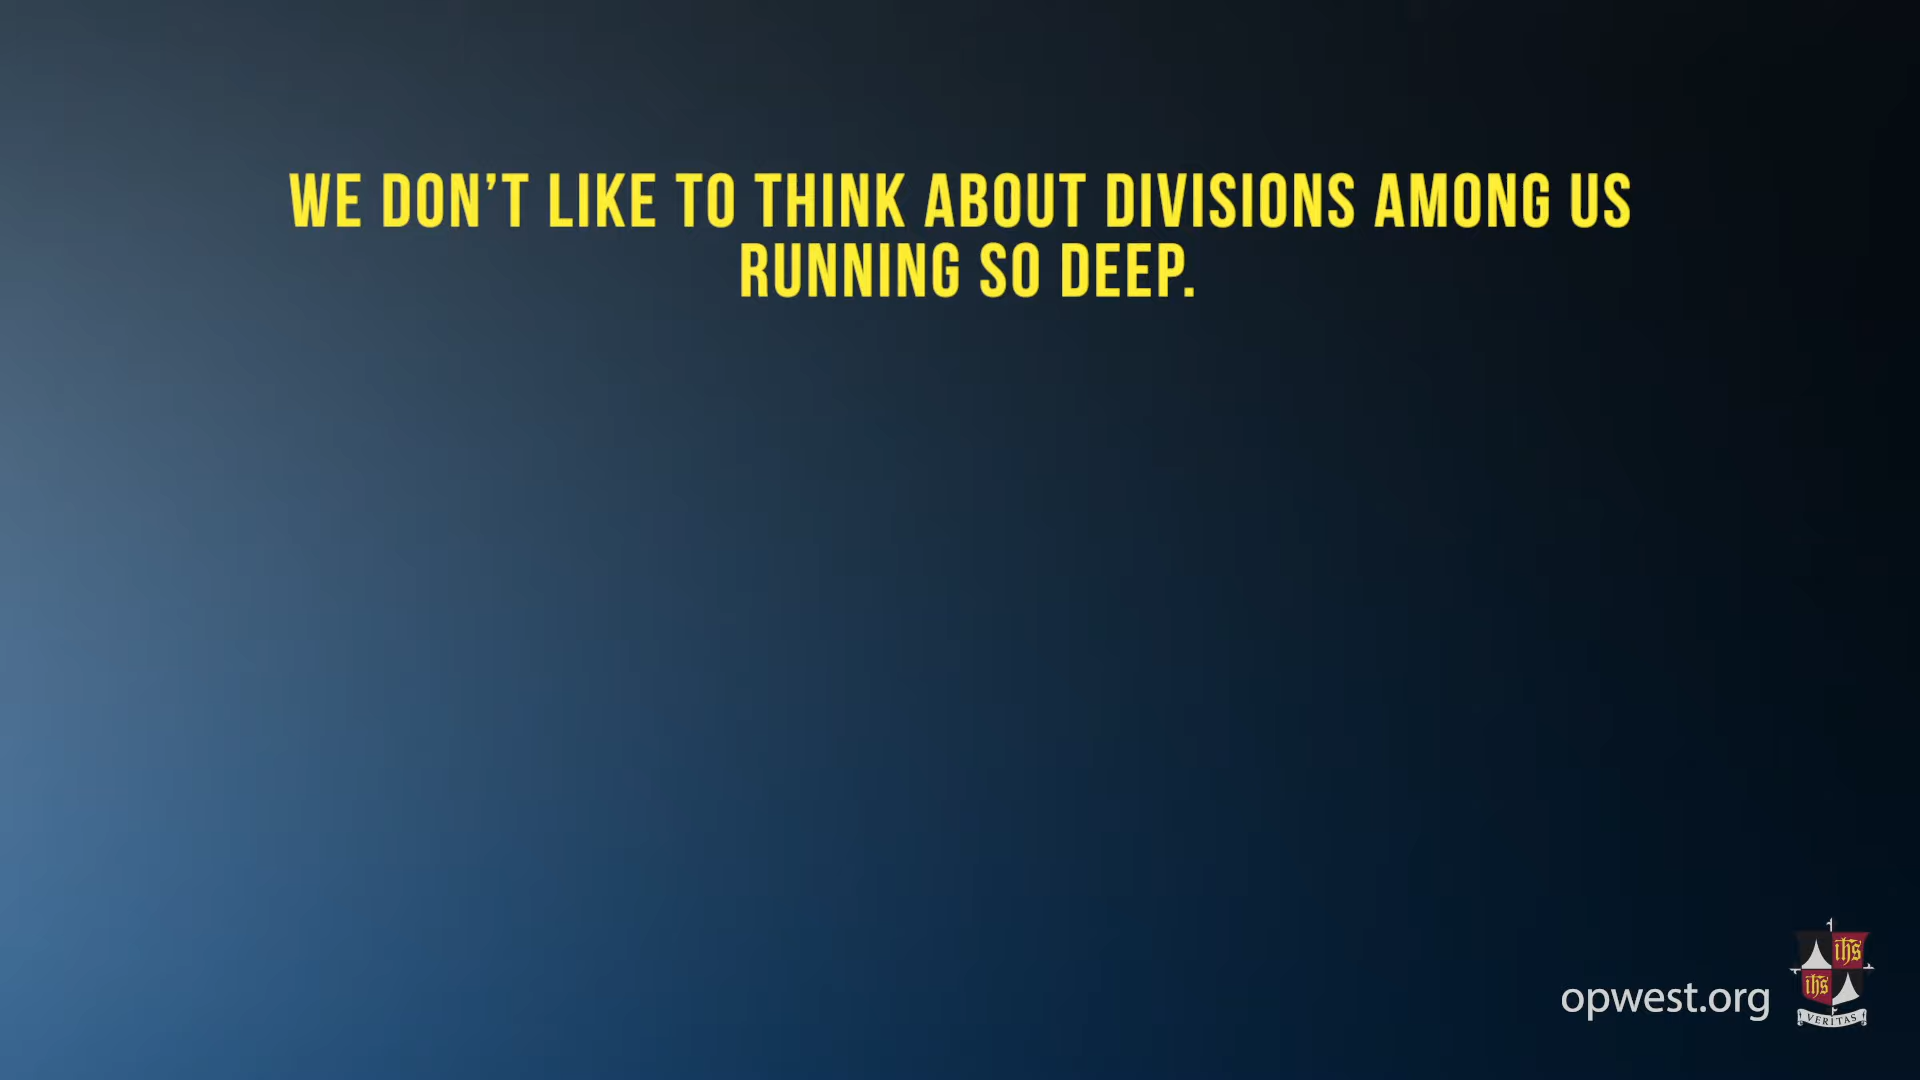 WE DON’T LIKE TO THINK ABOUT DIVISIONS AMONG US
RUNNING SO DEEP.
opwest.org
ihs
ihs
VERITAS